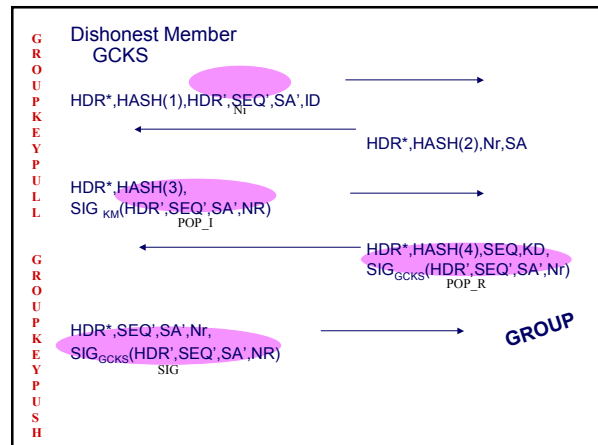 Dishonest Member
GCKS
HDR*,HASH(1),HDR’,SEQ’,SA’,ID
Ni
HDR*,HASH(2),Nr,SA
HDR*,HASH(3),
SIG KM(HDR’,SEQ’,SA’,NR)
POP_I
HDR*,HASH(4),SEQ,KD,
SIGGCKS(HDR’,SEQ’,SA’,Nr)
POP_R
HDR*,SEQ’,SA’,Nr,
SIGGCKS(HDR’,SEQ’,SA’,NR)
SIG
GROUP
GROUPKEYPULL
GROUPKEYPUSH